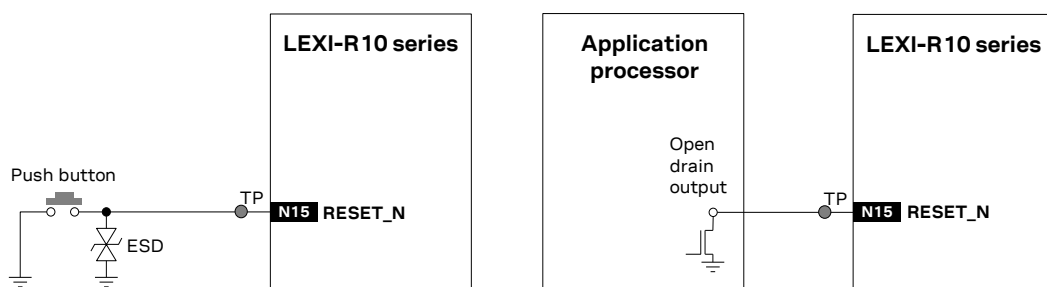 LEXI-R10 series
Push button
ESD
TP
N15 RESET_N
Application
processor
Open
drain
output
LEXI-R10 series
TP
N15 RESET_N